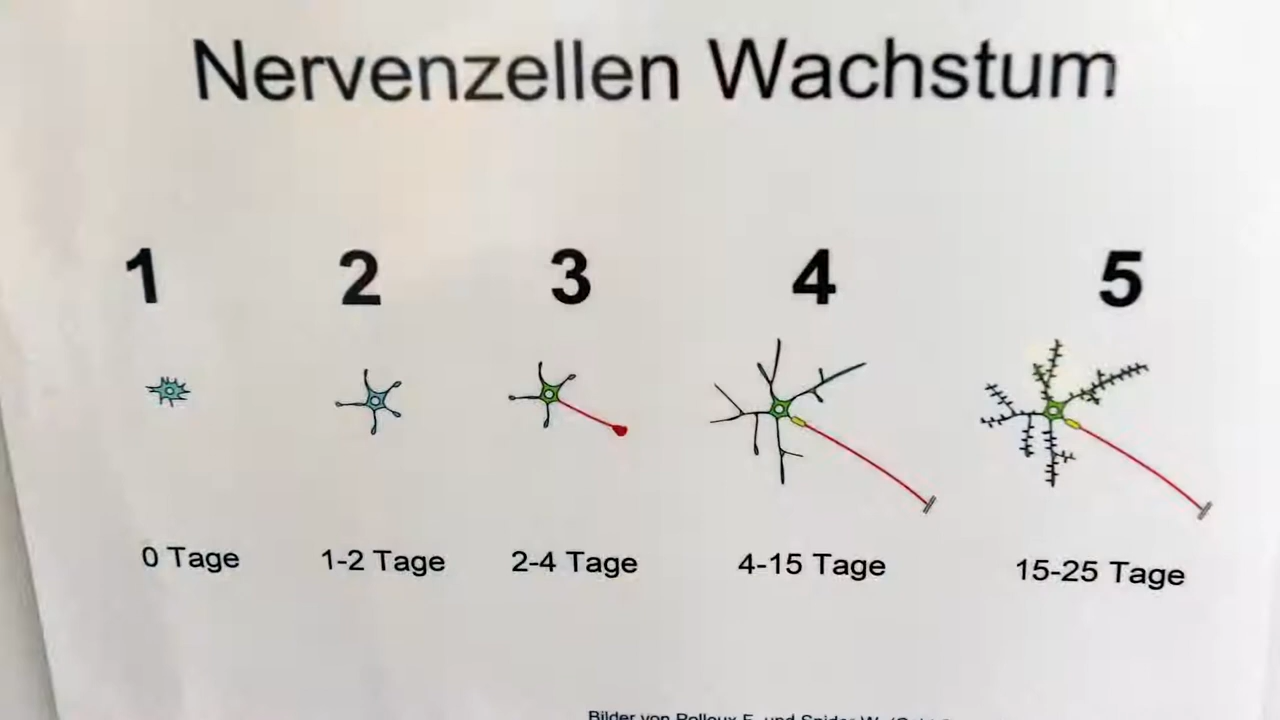 Nervenzellen Wachstum
1 2 3 4 5
0 Tage 1-2 Tage 2-4 Tage 4-15 Tage 15-25 Tage
Bilder von